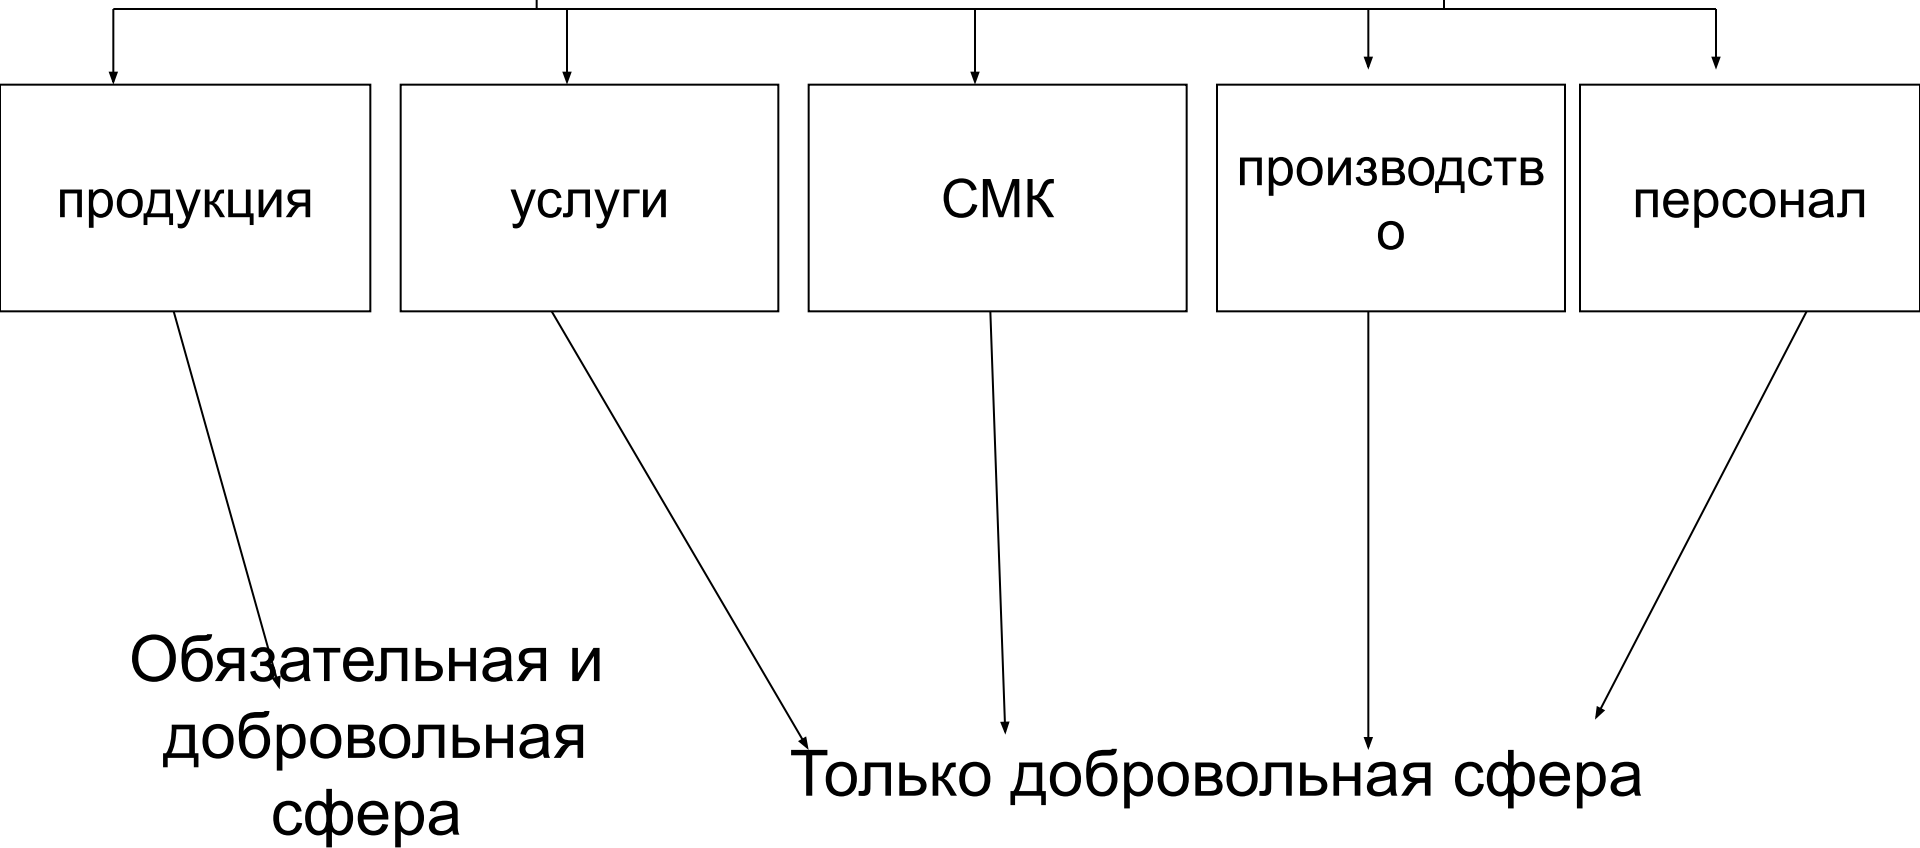 продукция
услуги
СМК
производств
о
персонал
Обязательная и
добровольная
сфера
Только добровольная сфера